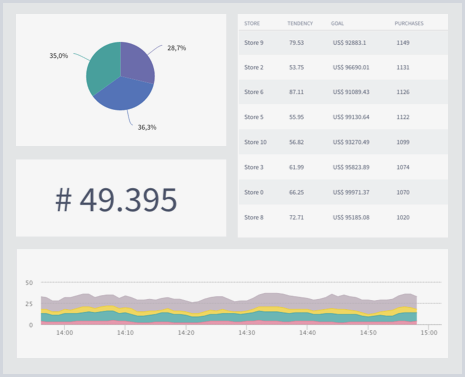 35,0%
28,7%
36,3%
# 49.395
STORE TENDENCY GOAL PURCHASES
Store 9 79.53 US$ 92883.1 1149
Store 2 53.75 US$ 96690.01 1131
Store 6 87.11 US$ 91089.43 1126
Store 5 55.95 US$ 99130.64 1122
Store 10 56.82 US$ 93270.49 1099
Store 3 61.99 US$ 95823.89 1074
Store 0 66.25 US$ 99971.37 1070
Store 8 72.71 US$ 95185.08 1020
50
25
0
14:00 14:10 14:20 14:30 14:40 14:50 15:00